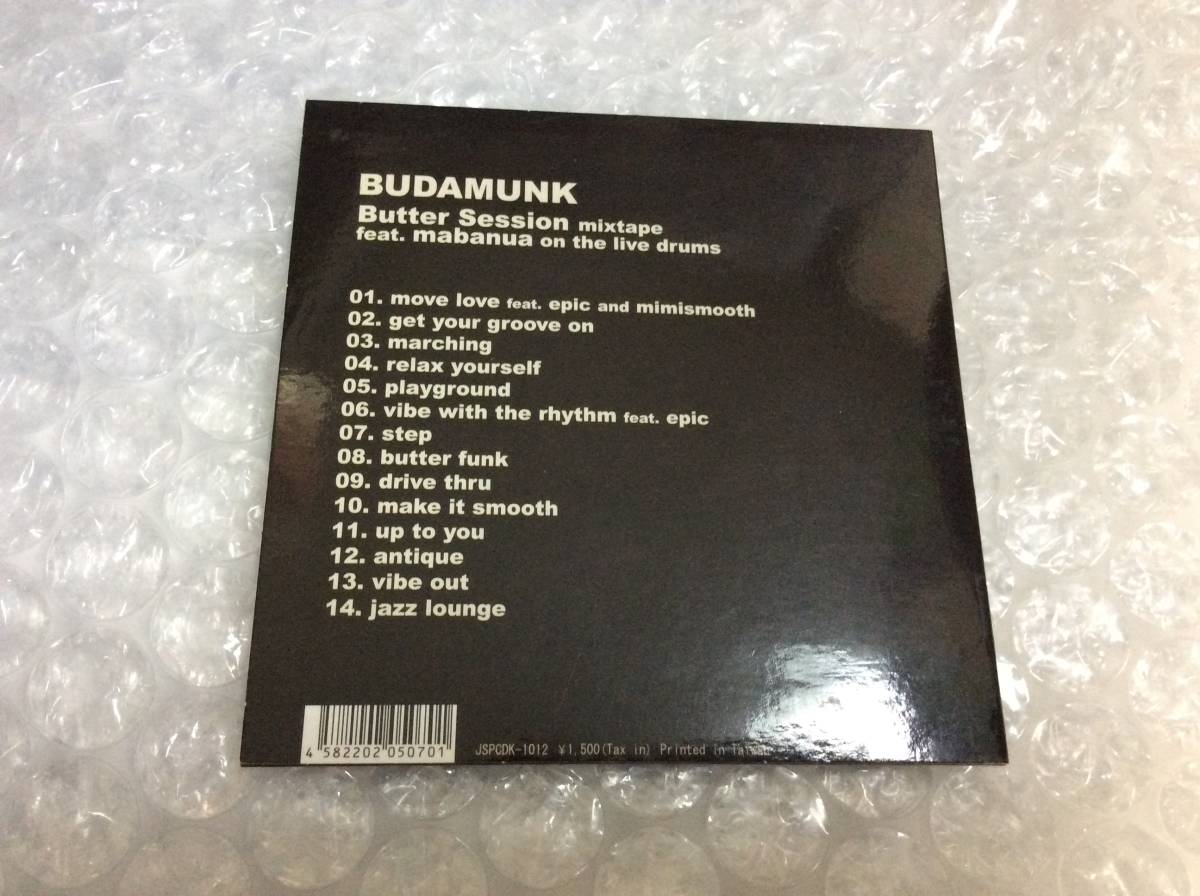 BUDAMUNK
Butter Session mixtape
feat. mabanua on the live drums
01. move love feat. epic and mimismooth
02. get your groove on
03. marching
04. relax yourself
05. playground
06. vibe with the rhythm feat. epic
07. step
08. butter funk
09. drive thru
10. make it smooth
11. up to you
12. antique
13. vibe out
14. jazz lounge
4 582202 050701
JSPCDK-1012 ¥1,500(Tax in) Printed in Taiwan